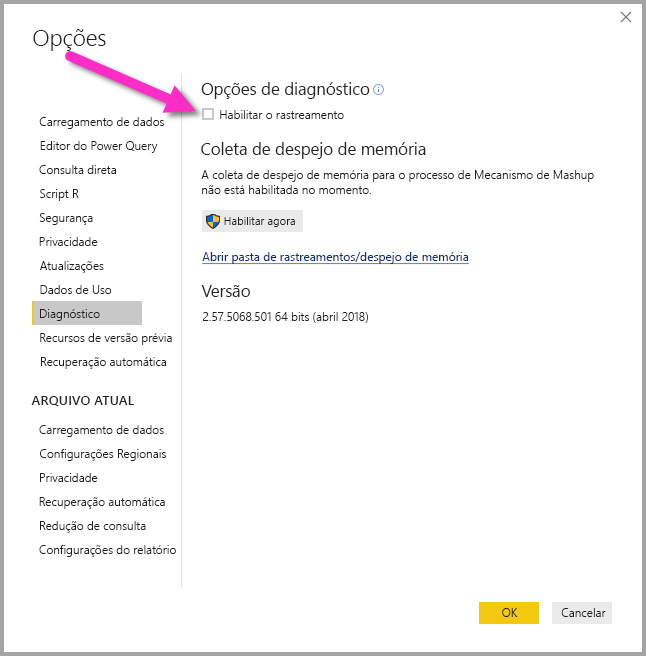 Opções
Carregamento de dados
Editor do Power Query
Consulta direta
Script R
Segurança
Privacidade
Atualizações
Dados de Uso
Diagnóstico
Recursos de versão prévia
Recuperação automática
ARQUIVO ATUAL
Carregamento de dados
Configurações Regionais
Privacidade
Recuperação automática
Redução de consulta
Configurações do relatório
Opções de diagnóstico
Habilitar o rastreamento
Coleta de despejo de memória
A coleta de despejo de memória para o processo de Mecanismo de Mashup
não está habilitada no momento.
Habilitar agora
Abrir pasta de rastreamentos/despejo de memória
Versão
2.57.5068.501 64 bits (abril 2018)
OK
Cancelar